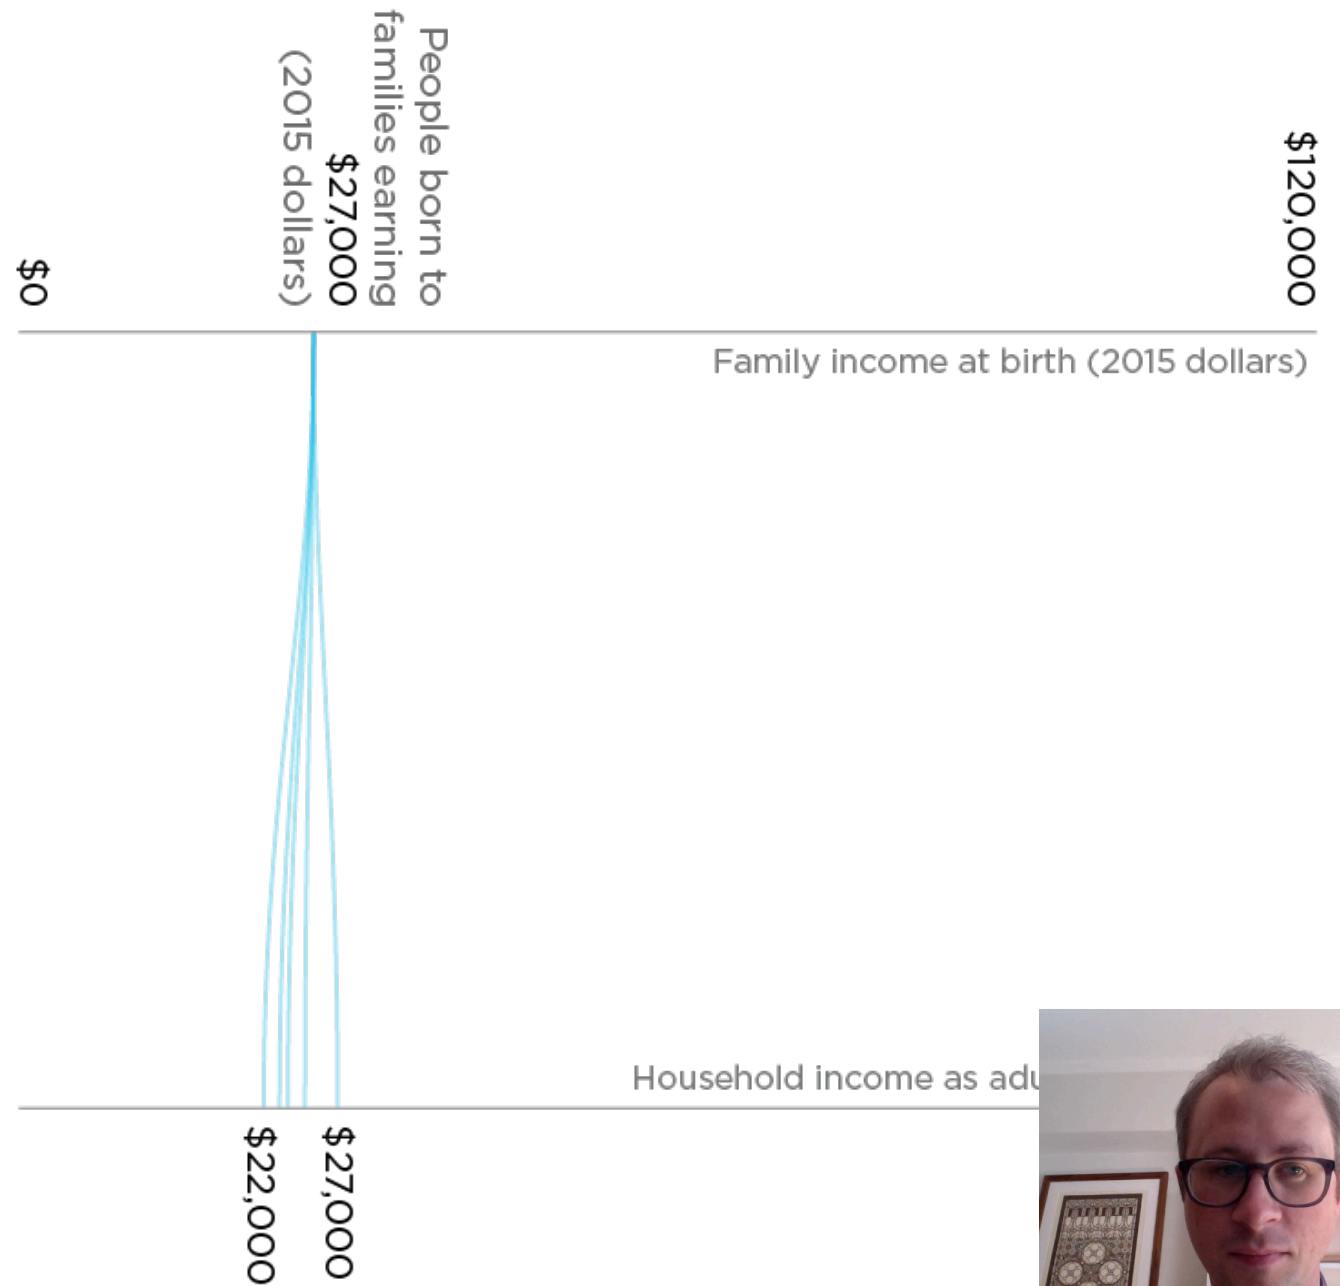 People born to
families earning
$27,000
(2015 dollars)
$0
$120,000
Family income at birth (2015 dollars)
Household income as
$22,000
$27,000